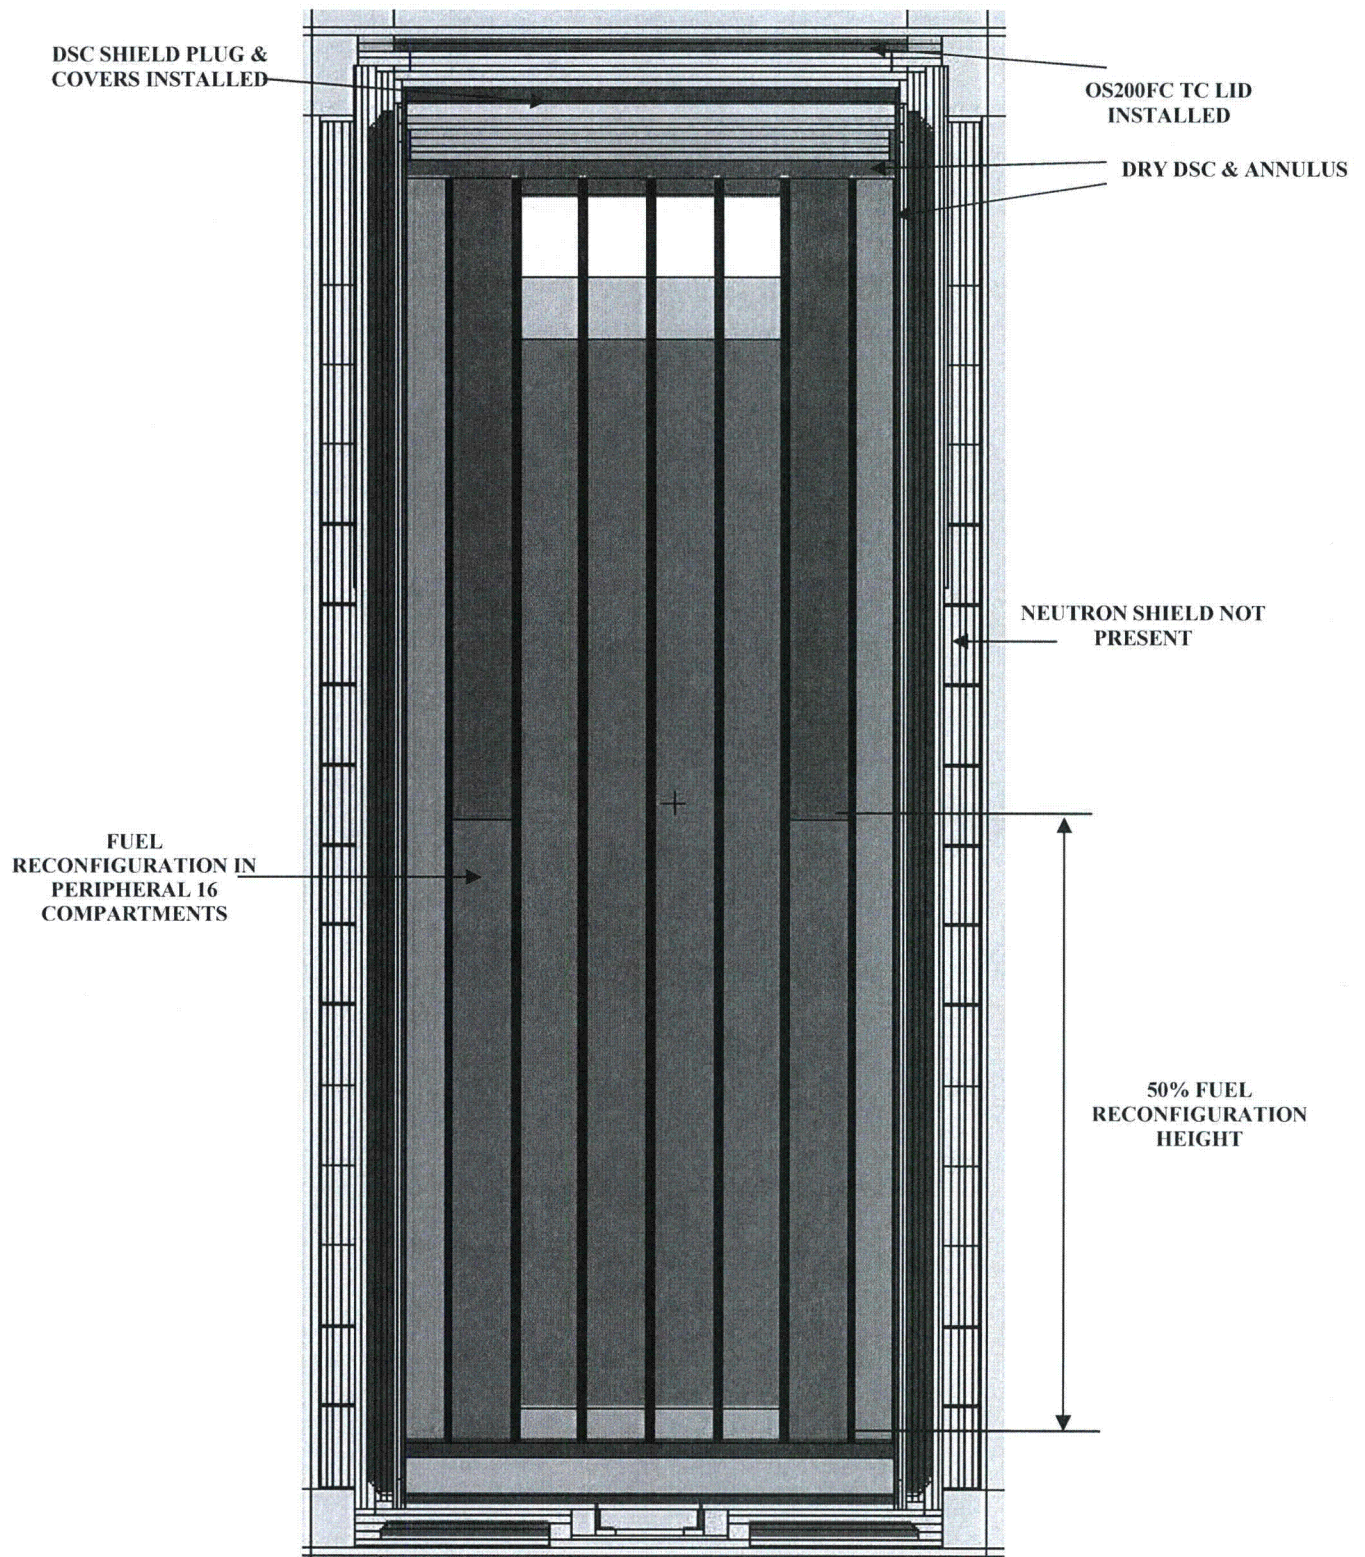 DSC SHIELD PLUG &
COVERS INSTALLED
OS200FC TC LID
INSTALLED
DRY DSC & ANNULUS
NEUTRON SHIELD NOT
PRESENT
FUEL
RECONFIGURATION IN
PERIPHERAL 16
COMPARTMENTS
50% FUEL
RECONFIGURATION
HEIGHT